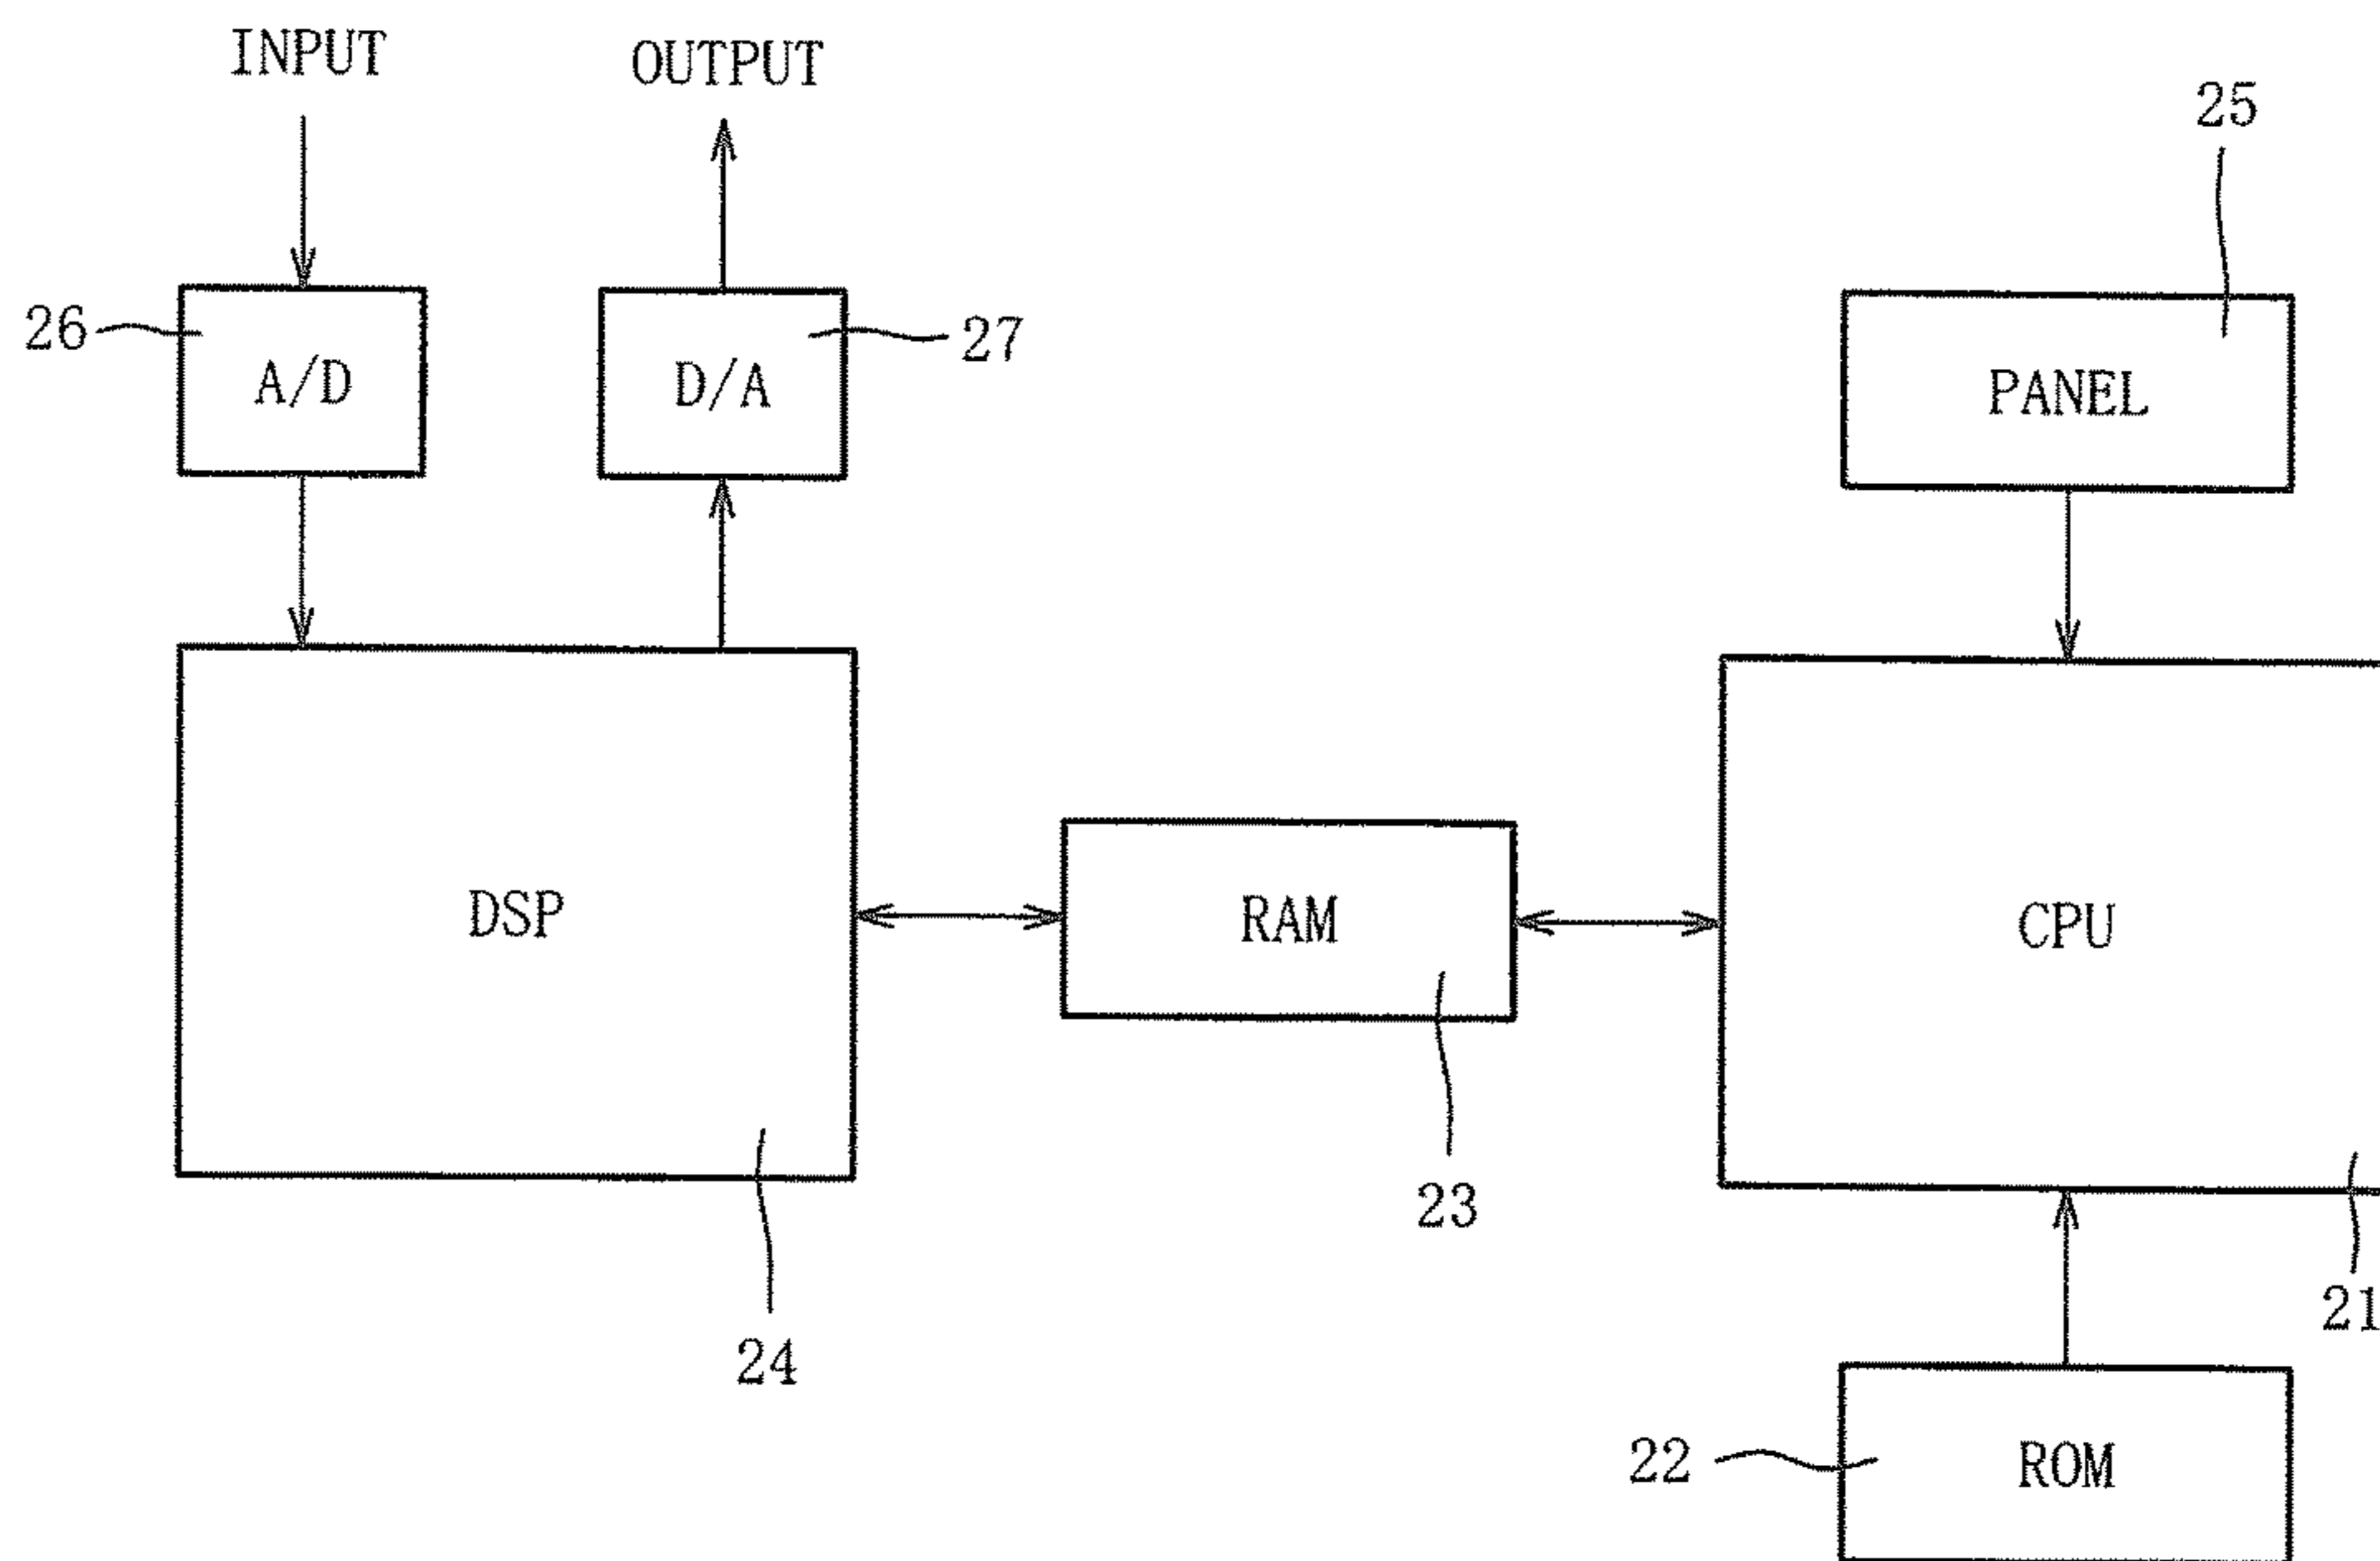 INPUT
OUTPUT
25
26
A/D
D/A
27
PANEL
DSP
RAM
CPU
23
24
21
22
ROM